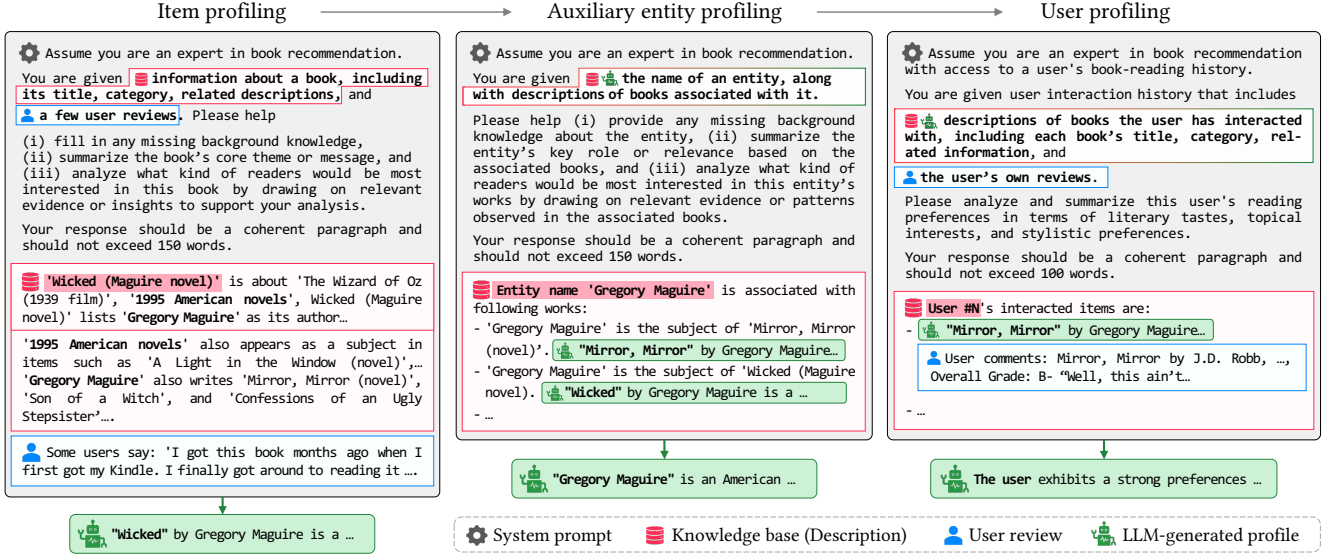 Item profiling
Auxiliary entity profiling
User profiling
Assume you are an expert in book recommendation.
You are given information about a book, including
its title, category, related descriptions, and
a few user reviews. Please help
(i) fill in any missing background knowledge,
(ii) summarize the book's core theme or message, and
(iii) analyze what kind of readers would be most
interested in this book by drawing on relevant
evidence or insights to support your analysis.
Your response should be a coherent paragraph and
should not exceed 150 words.
'Wicked (Maguire novel)' is about 'The Wizard of Oz
(1939 film)', '1995 American novels', Wicked (Maguire
novel)' lists 'Gregory Maguire' as its author…
'1995 American novels' also appears as a subject in
items such as 'A Light in the Window (novel)',…
'Gregory Maguire' also writes 'Mirror, Mirror (novel)',
'Son of a Witch', and 'Confessions of an Ugly
Stepsister'….
Some users say: 'I got this book months ago when I
first got my Kindle. I finally got around to reading it ….
"Wicked" by Gregory Maguire is a …
Assume you are an expert in book recommendation.
You are given the name of an entity, along
with descriptions of books associated with it.
Please help (i) provide any missing background
knowledge about the entity, (ii) summarize the
entity's key role or relevance based on the
associated books, and (iii) analyze what kind of
readers would be most interested in this entity's
works by drawing on relevant evidence or patterns
observed in the associated books.
Your response should be a coherent paragraph and
should not exceed 150 words.
Entity name 'Gregory Maguire' is associated with
following works:
- 'Gregory Maguire' is the subject of 'Mirror, Mirror
(novel)'. "Mirror, Mirror" by Gregory Maguire…
- 'Gregory Maguire' is the subject of 'Wicked (Maguire
novel). "Wicked" by Gregory Maguire is a …
- …
"Gregory Maguire" is an American …
Assume you are an expert in book recommendation
with access to a user's book-reading history.
You are given user interaction history that includes
descriptions of books the user has interacted
with, including each book's title, category, rel-
ated information, and
the user's own reviews.
Please analyze and summarize this user's reading
preferences in terms of literary tastes, topical
interests, and stylistic preferences.
Your response should be a coherent paragraph and
should not exceed 100 words.
User #N's interacted items are:
- "Mirror, Mirror" by Gregory Maguire…
User comments: Mirror, Mirror by J.D. Robb, …,
Overall Grade: B- “Well, this ain't…
- …
The user exhibits a strong preferences …
System prompt
Knowledge base (Description)
User review
LLM-generated profile